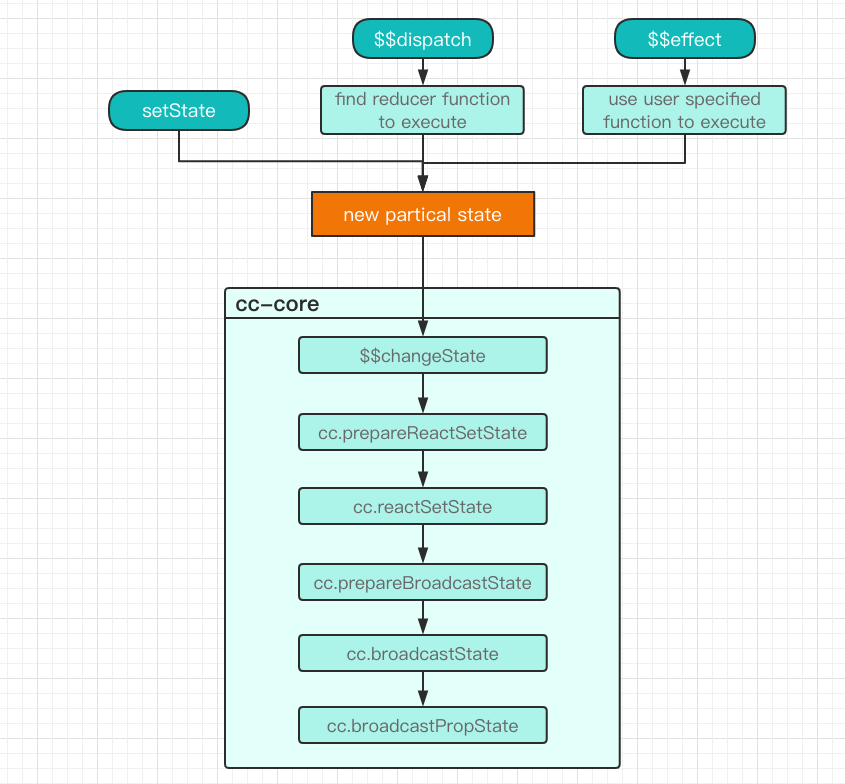 $$dispatch
$$effect
setState
find reducer function
to execute
use user specified
function to execute
new partical state
cc-core
$$changeState
cc.prepareReactSetState
cc.reactSetState
cc.prepareBroadcastState
cc.broadcastState
cc.broadcastPropState